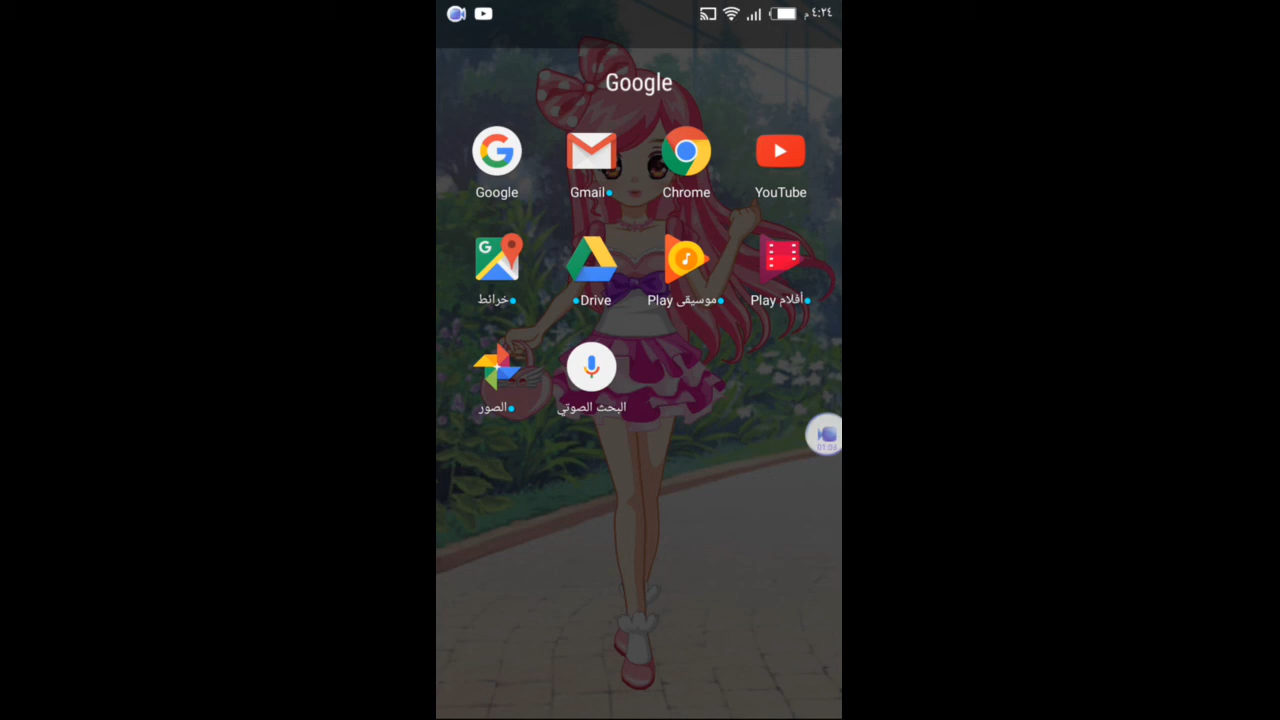 ٤:٢٤ م
Google
Google
Gmail
Chrome
YouTube
خرائط
Drive
Play موسيقى
Play أفلام
الصور
البحث الصوتي